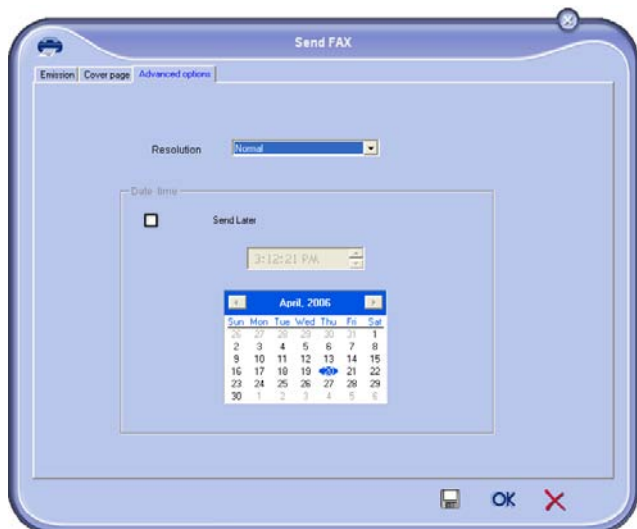 Send FAX
Emission Cover page Advanced options
Resolution Normal
Date-time
Send Later
3:12:21 PM
April, 2006
Sun Mon Tue Wed Thu Fri Sat
26 27 28 29 30 31 1
2 3 4 5 6 7 8
9 10 11 12 13 14 15
16 17 18 19 20 21 22
23 24 25 26 27 28 29
30 1 2 3 4 5 6
OK